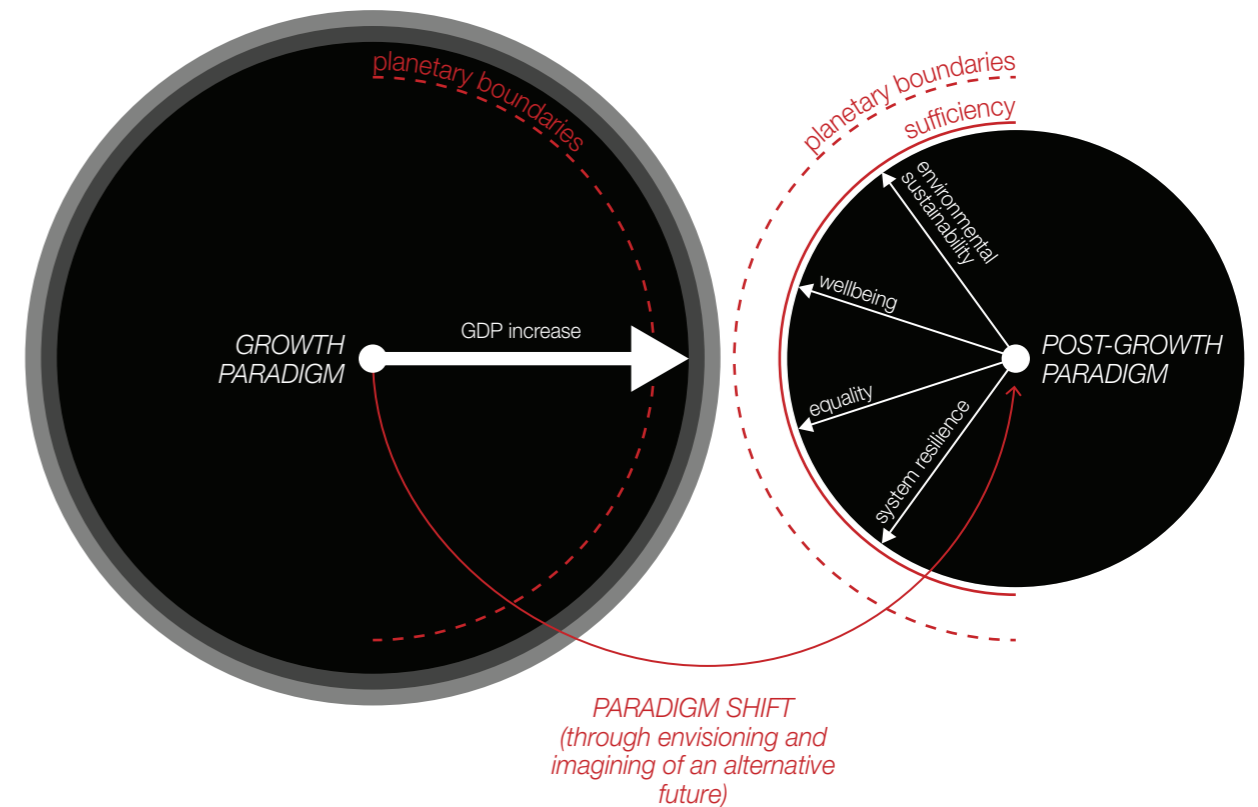 planetary boundaries
GDP increase
GROWTH
PARADIGM
planetary boundaries
sufficiency
environmental
sustainability
wellbeing
equality
system resilience
POST-GROWTH
PARADIGM
PARADIGM SHIFT
(through envisioning and
imagining of an alternative
future)